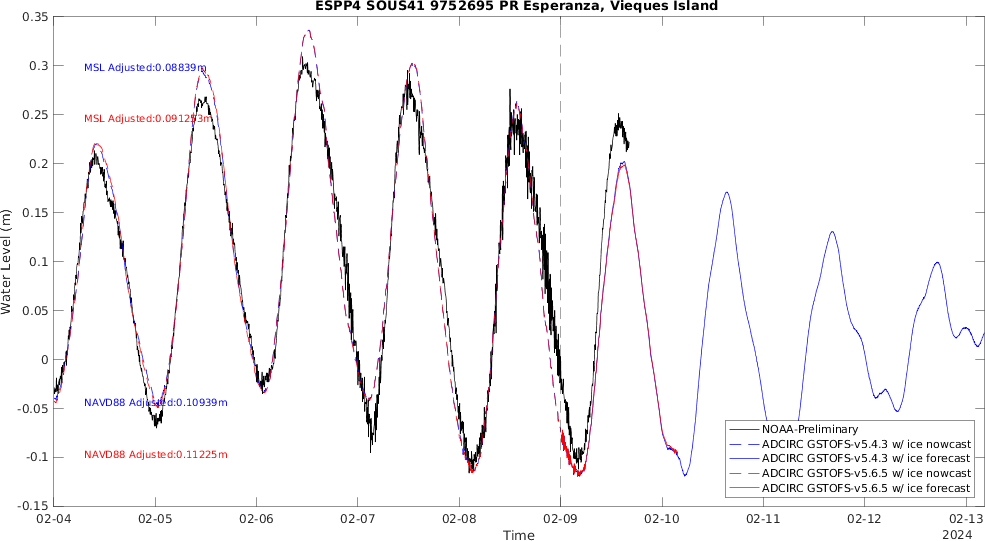 ESPP4 SOUS41 9752695 PR Esperanza, Vieques Island
0.35
0.3
0.25
0.2
0.15
0.1
0.05
0
-0.05
-0.1
-0.15
Water Level (m)
MSL Adjusted:0.08839m
MSL Adjusted:0.091253m
NAVD88 Adjusted:0.10939m
NAVD88 Adjusted:0.11225m
NOAA-Preliminary
ADCIRC GSTOFS-v5.4.3 w/ ice nowcast
ADCIRC GSTOFS-v5.4.3 w/ ice forecast
ADCIRC GSTOFS-v5.6.5 w/ ice nowcast
ADCIRC GSTOFS-v5.6.5 w/ ice forecast
02-04 02-05 02-06 02-07 02-08 02-09 02-10 02-11 02-12 02-13
Time
2024